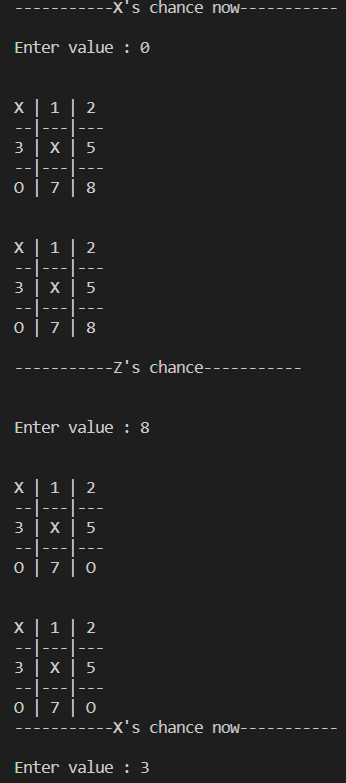 -----------X's chance now-----------
Enter value : 0
X | 1 | 2
--|---|---
3 | X | 5
--|---|---
O | 7 | 8
X | 1 | 2
--|---|---
3 | X | 5
--|---|---
O | 7 | 8
-----------Z's chance-----------
Enter value : 8
X | 1 | 2
--|---|---
3 | X | 5
--|---|---
O | 7 | O
X | 1 | 2
--|---|---
3 | X | 5
--|---|---
O | 7 | O
-----------X's chance now-----------
Enter value : 3